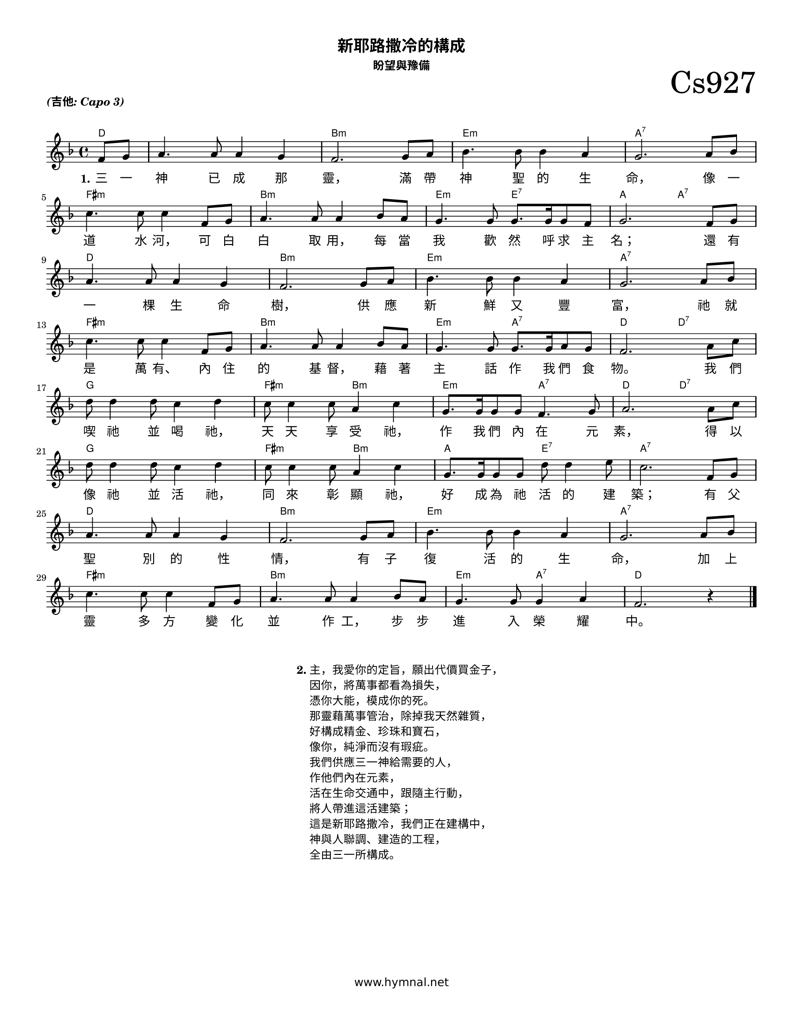 新耶路撒冷的構成
盼望與豫備
Cs927
(吉他: Capo 3)
D Bm Em A7
1. 三 一 神 已 成 那 靈， 滿 帶 神 聖 的 生 命， 像 一
5 F♯m Bm Em E7 A A7
道 水 河， 可 白 白 取 用， 每 當 我 歡 然 呼 求 主 名； 還 有
9 D Bm Em A7
一 棵 生 命 樹， 供 應 新 鮮 又 豐 富， 祂 就
13 F♯m Bm Em A7 D D7
是 萬 有、 內 住 的 基 督， 藉 著 主 話 作 我 們 食 物。 我 們
17 G F♯m Bm Em A7 D D7
喫 祂 並 喝 祂， 天 天 享 受 祂， 作 我 們 內 在 元 素， 得 以
21 G F♯m Bm A E7 A7
像 祂 並 活 祂， 同 來 彰 顯 祂， 好 成 為 祂 活 的 建 築； 有 父
25 D Bm Em A7
聖 別 的 性 情， 有 子 復 活 的 生 命， 加 上
29 F♯m Bm Em A7 D
靈 多 方 變 化 並 作 工， 步 步 進 入 榮 耀 中。
2. 主，我愛你的定旨，願出代價買金子，
因你，將萬事都看為損失，
憑你大能，模成你的死。
那靈藉萬事管治，除掉我天然雜質，
好構成精金、珍珠和寶石，
像你，純淨而沒有瑕疵。
我們供應三一神給需要的人，
作他們內在元素，
活在生命交通中，跟隨主行動，
將人帶進這活建築；
這是新耶路撒冷，我們正在建構中，
神與人聯調、建造的工程，
全由三一所構成。
www.hymnal.net